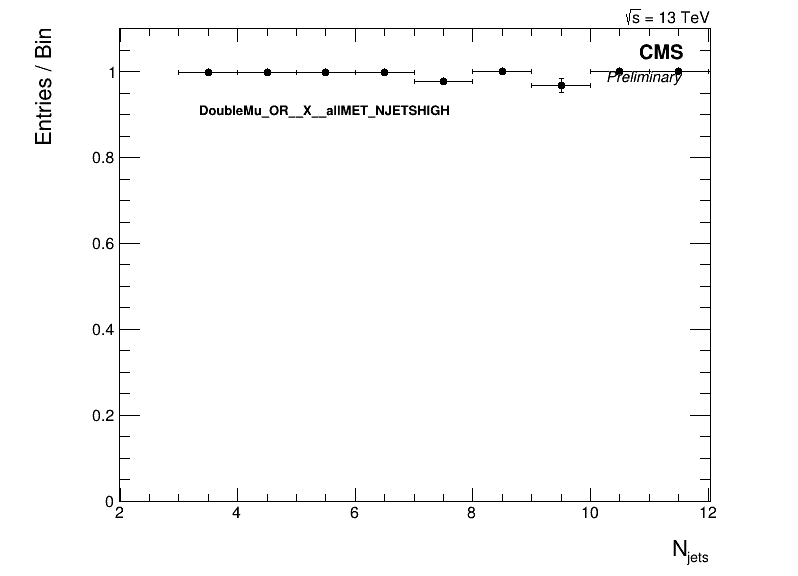 √s = 13 TeV
Entries / Bin
CMS
Preliminary
DoubleMu_OR__X__allMET_NJETSHIGH
1
0.8
0.6
0.4
0.2
0
2 4 6 8 10 12
Njets